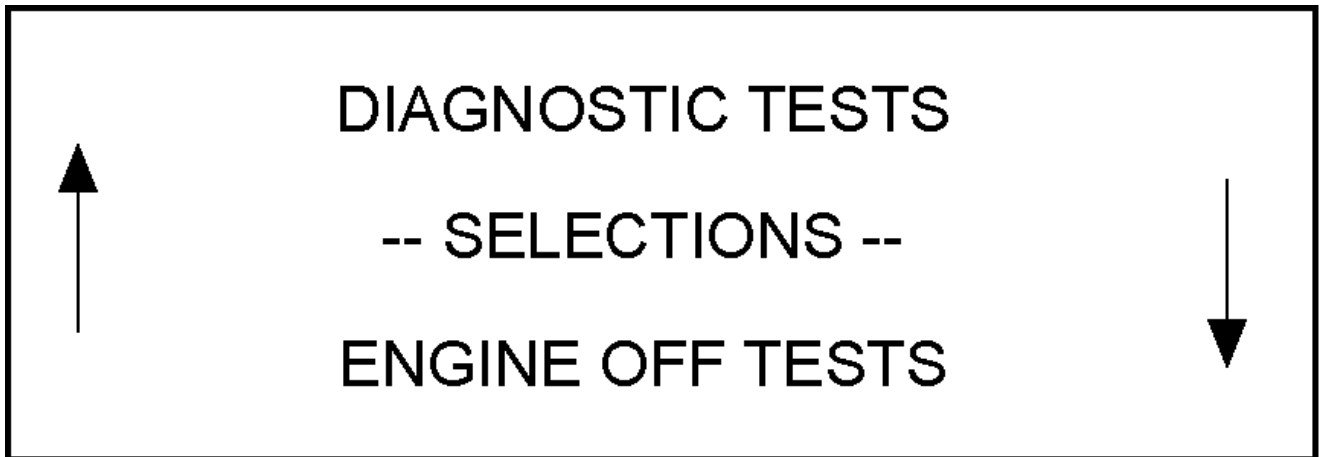 DIAGNOSTIC TESTS
-- SELECTIONS --
ENGINE OFF TESTS